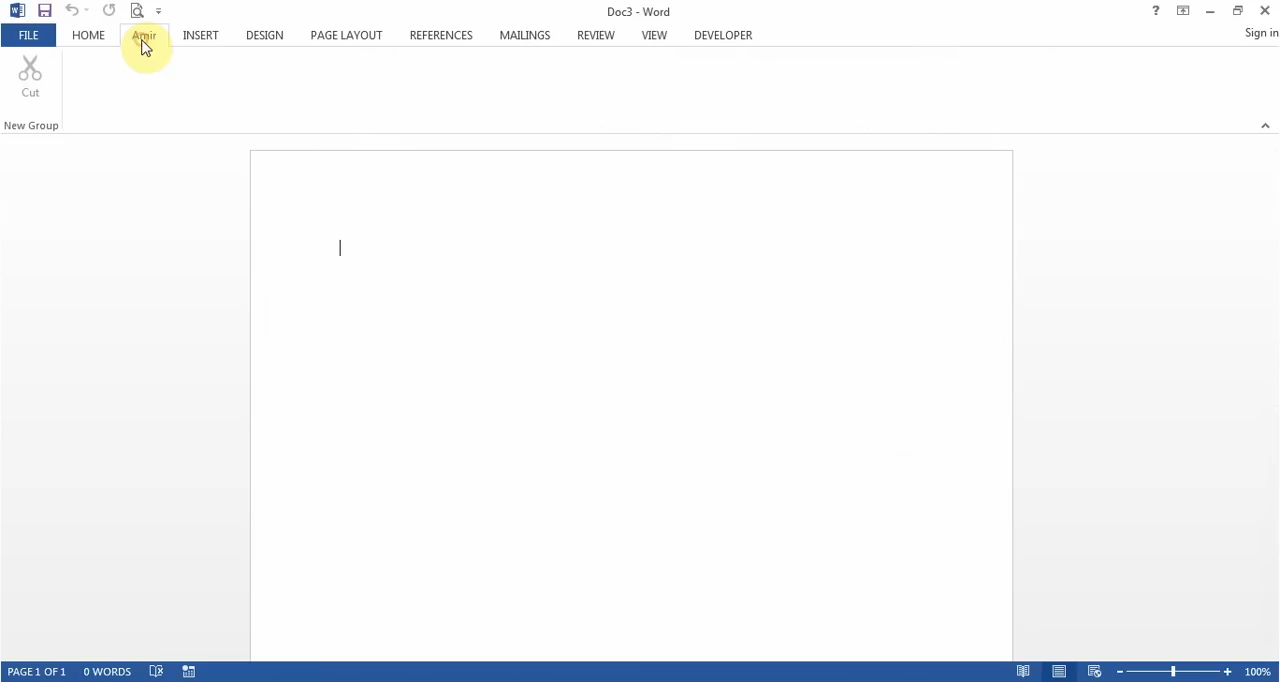 Doc3 - Word
?
FILE HOME Amir INSERT DESIGN PAGE LAYOUT REFERENCES MAILINGS REVIEW VIEW DEVELOPER Sign in
Cut
New Group
PAGE 1 OF 1 0 WORDS 100%